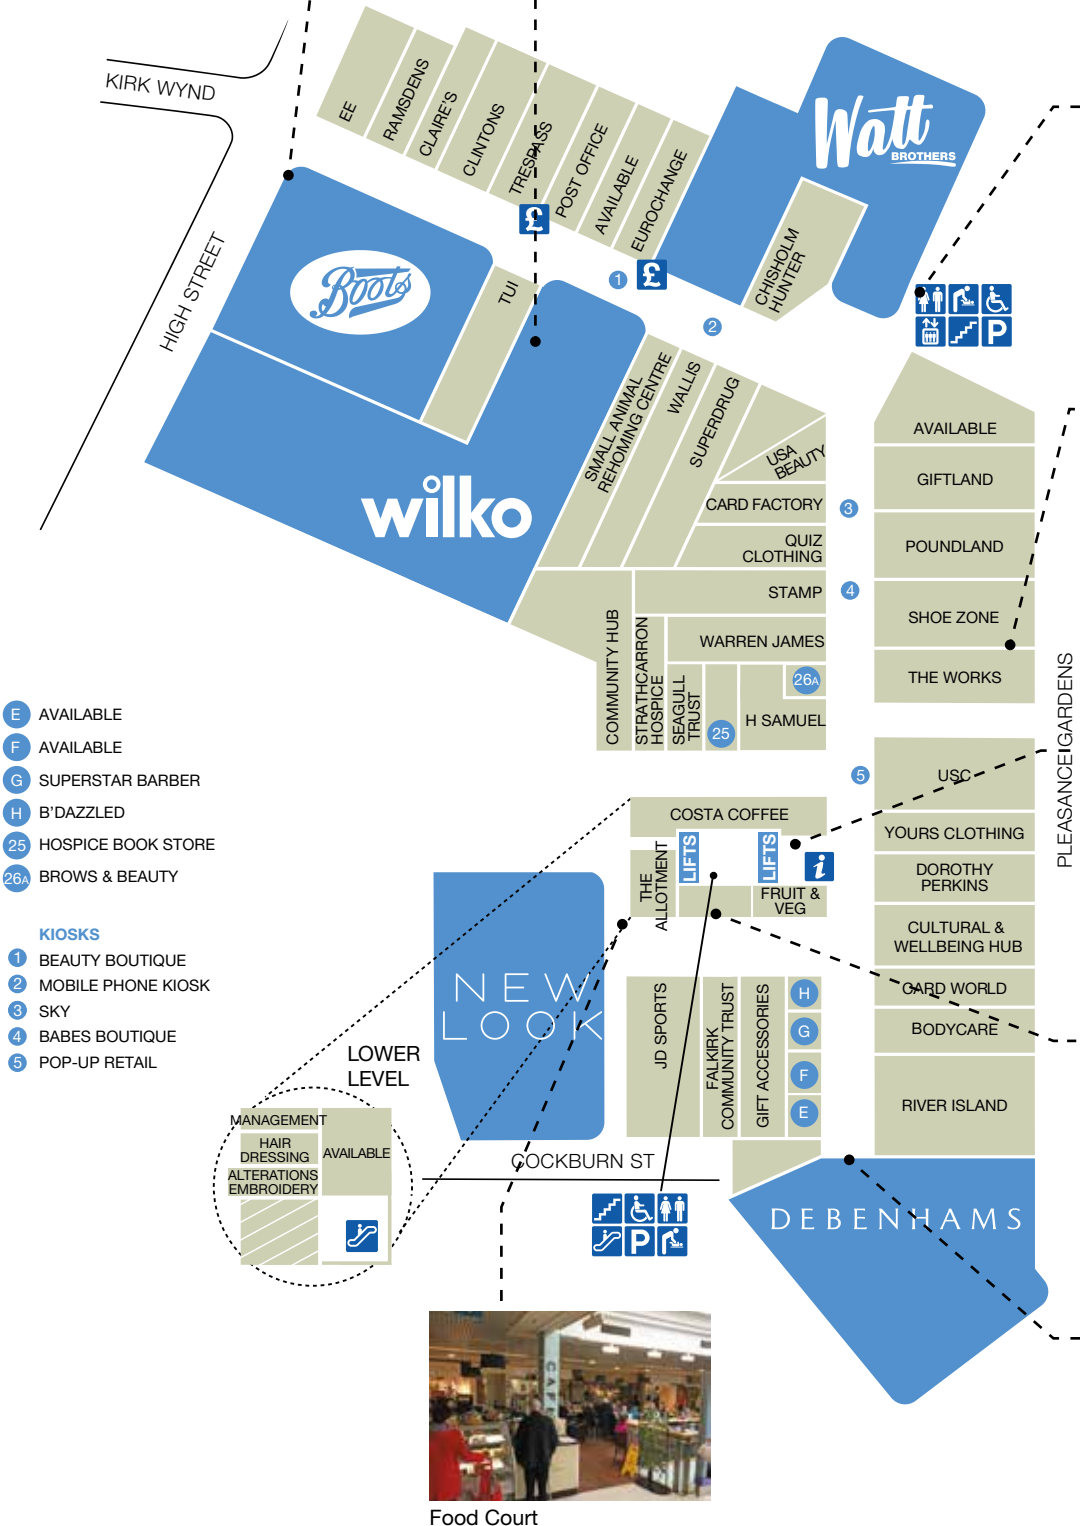 KIRK WYND
HIGH STREET
EE
RAMSDENS
CLAIRE'S
CLINTONS
TRESPASS
POST OFFICE
AVAILABLE
EUROCHANGE
£
£
Watt
BROTHERS
CHISHOLM
HUNTER
1
2
P
Boots
TUI
wilko
SMALL ANIMAL
REHOMING CENTRE
WALLIS
SUPERDRUG
USA
BEAUTY
CARD FACTORY
3
QUIZ
CLOTHING
STAMP
4
WARREN JAMES
COMMUNITY HUB
STRATHCARRON
HOSPICE
SEAGULL
TRUST
25
26A
H SAMUEL
AVAILABLE
GIFTLAND
POUNDLAND
SHOE ZONE
THE WORKS
PLEASANCE GARDENS
E AVAILABLE
F AVAILABLE
G SUPERSTAR BARBER
H B'DAZZLED
25 HOSPICE BOOK STORE
26A BROWS & BEAUTY
KIOSKS
1 BEAUTY BOUTIQUE
2 MOBILE PHONE KIOSK
3 SKY
4 BABES BOUTIQUE
5 POP-UP RETAIL
5
USC
YOURS CLOTHING
DOROTHY
PERKINS
CULTURAL &
WELLBEING HUB
CARD WORLD
BODYCARE
RIVER ISLAND
COSTA COFFEE
THE
ALLOTMENT
LIFTS
LIFTS
i
FRUIT &
VEG
NEW
LOOK
JD SPORTS
FALKIRK
COMMUNITY TRUST
GIFT ACCESSORIES
H
G
F
E
LOWER
LEVEL
MANAGEMENT
HAIR
DRESSING
AVAILABLE
ALTERATIONS
EMBROIDERY
COCKBURN ST
P
DEBENHAMS
CAF
Food Court